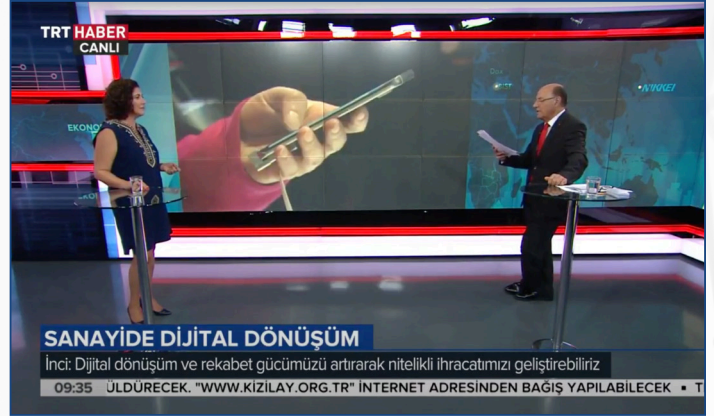 TRT HABER
CANLI
NIKKEI
EKONO
SANAYİDE DİJİTAL DÖNÜŞÜM
İnci: Dijital dönüşüm ve rekabet gücümüzü artırarak nitelikli ihracatımızı geliştirebiliriz
09:35 ÜLDÜRECEK. "WWW.KIZILAY.ORG.TR" İNTERNET ADRESİNDEN BAĞIŞ YAPILABİLECEK ▪ T